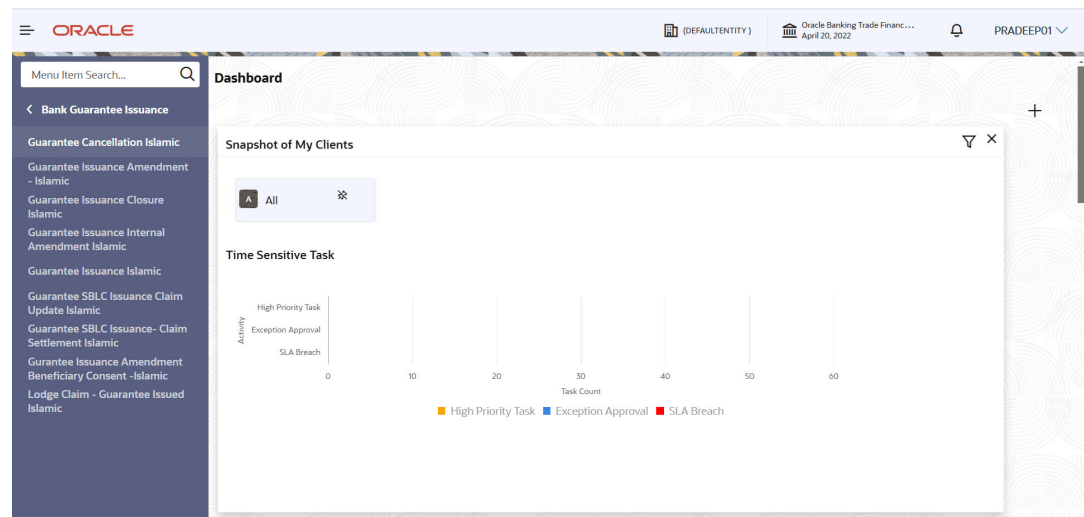 ORACLE
(DEFAULTENTITY)
Oracle Banking Trade Financ...
April 20, 2022
PRADEEP01
Menu Item Search...
Dashboard
Bank Guarantee Issuance
Guarantee Cancellation Islamic
Guarantee Issuance Amendment
- Islamic
Guarantee Issuance Closure
Islamic
Guarantee Issuance Internal
Amendment Islamic
Guarantee Issuance Islamic
Guarantee SBLC Issuance Claim
Update Islamic
Guarantee SBLC Issuance- Claim
Settlement Islamic
Gurantee Issuance Amendment
Beneficiary Consent -Islamic
Lodge Claim - Guarantee Issued
Islamic
Snapshot of My Clients
A All
Time Sensitive Task
Activity
High Priority Task
Exception Approval
SLA Breach
0 10 20 30 40 50 60
Task Count
High Priority Task Exception Approval SLA Breach